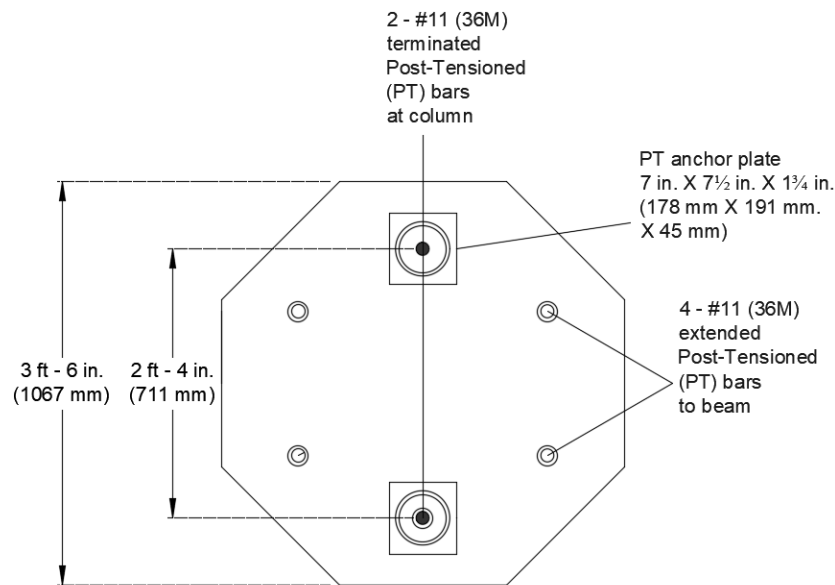 2 - #11 (36M)
terminated
Post-Tensioned
(PT) bars
at column
PT anchor plate
7 in. X 7½ in. X 1¾ in.
(178 mm X 191 mm.
X 45 mm)
4 - #11 (36M)
extended
Post-Tensioned
(PT) bars
to beam
3 ft - 6 in.
(1067 mm)
2 ft - 4 in.
(711 mm)